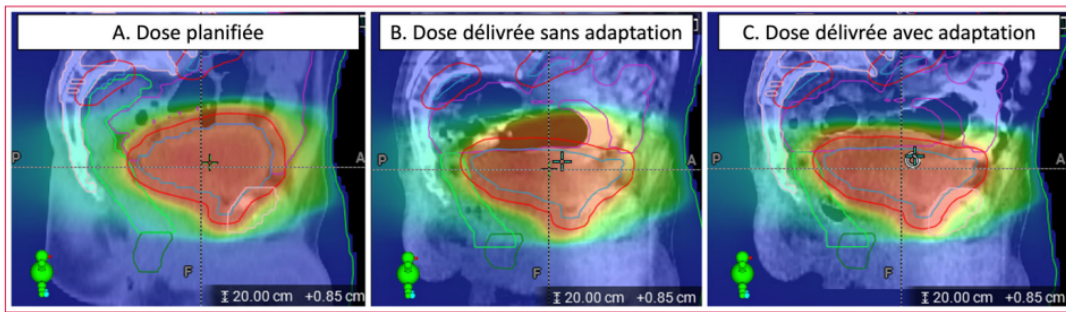 A. Dose planifiée
B. Dose délivrée sans adaptation
C. Dose délivrée avec adaptation
P
A
P
A
P
A
F
F
F
20.00 cm +0.85 cm
20.00 cm +0.85 cm
20.00 cm +0.85 cm